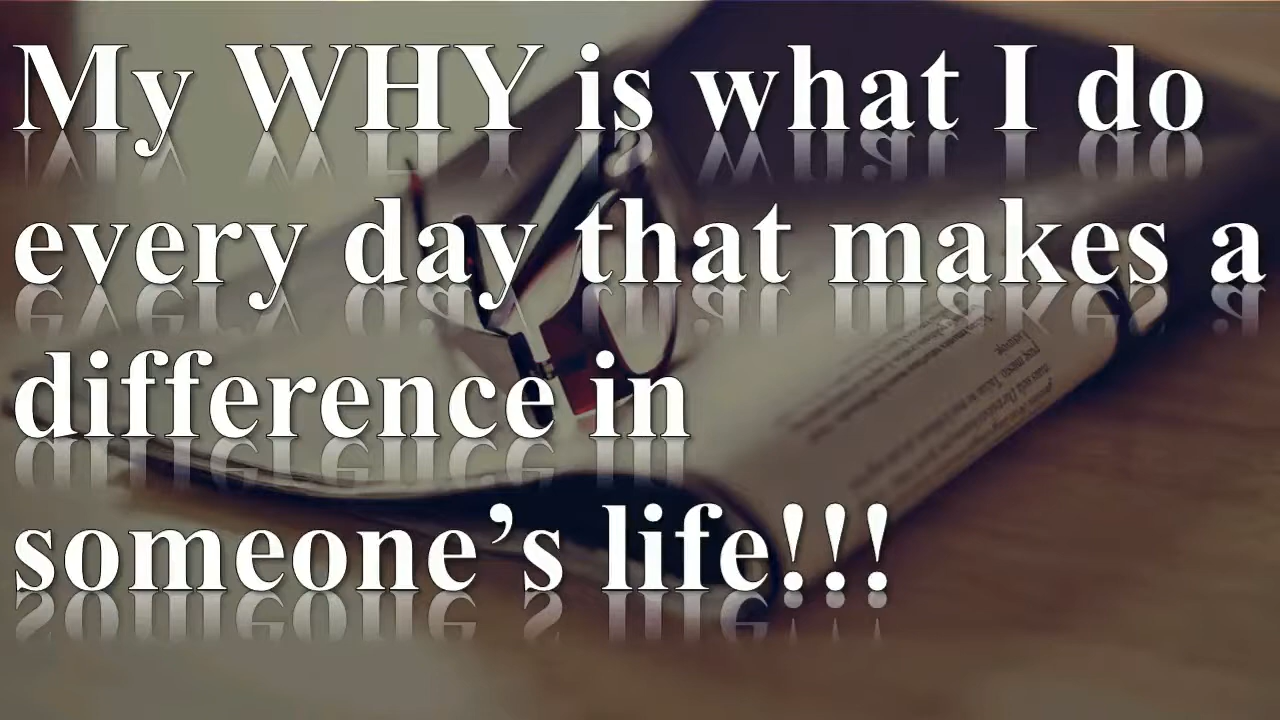 My WHY is what I do
every day that makes a
difference in
someone’s life!!!